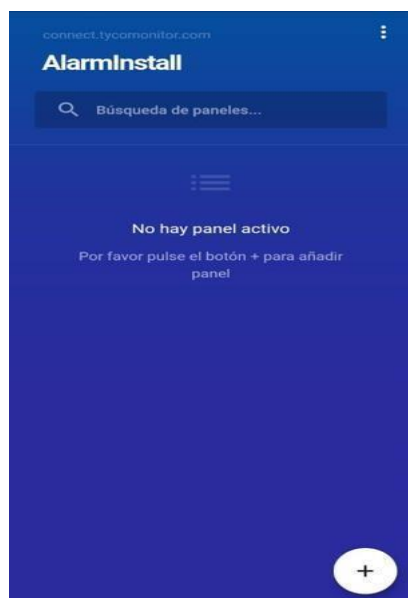 connect.tycomonitor.com
AlarmInstall
Búsqueda de paneles...
No hay panel activo
Por favor pulse el botón + para añadir
panel
+